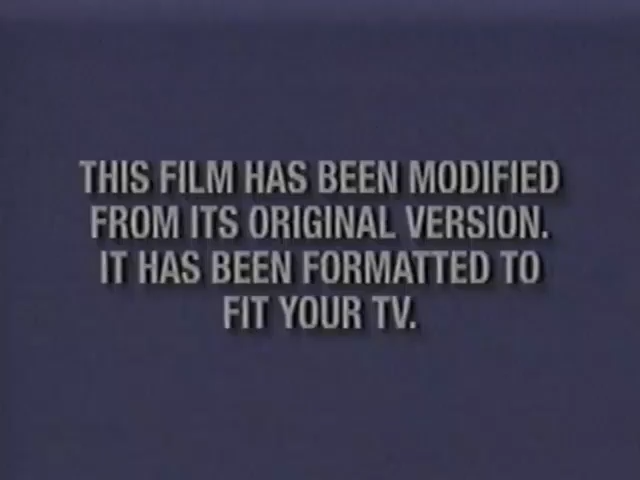 THIS FILM HAS BEEN MODIFIED
FROM ITS ORIGINAL VERSION.
IT HAS BEEN FORMATTED TO
FIT YOUR TV.